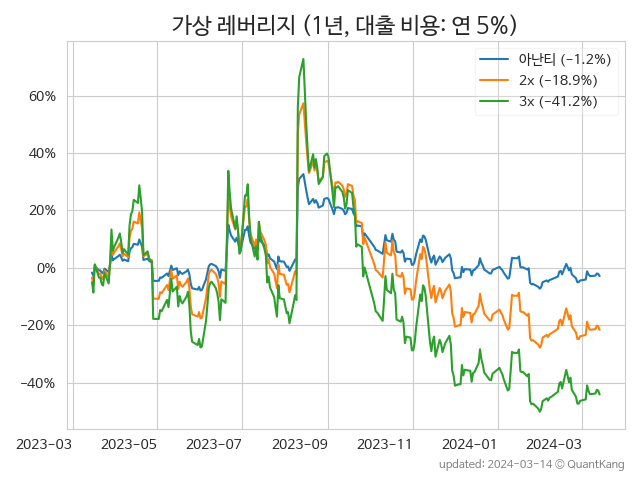 가상 레버리지 (1년, 대출 비용: 연 5%)
아난티 (−1.2%)
2x (−18.9%)
3x (−41.2%)
60%
40%
20%
0%
−20%
−40%
2023-03
2023-05
2023-07
2023-09
2023-11
2024-01
2024-03
updated: 2024-03-14 © QuantKang